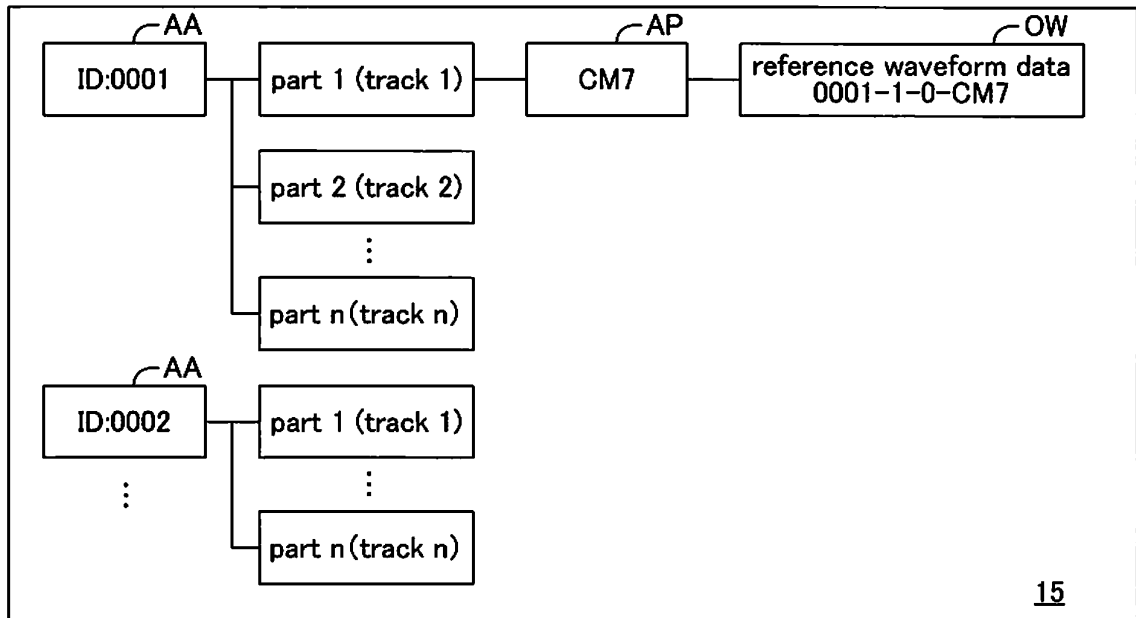 AA
AP
OW
ID:0001
part 1 (track 1)
CM7
reference waveform data
0001-1-0-CM7
part 2 (track 2)
⋮
part n(track n)
AA
ID:0002
part 1 (track 1)
⋮
⋮
part n(track n)
15